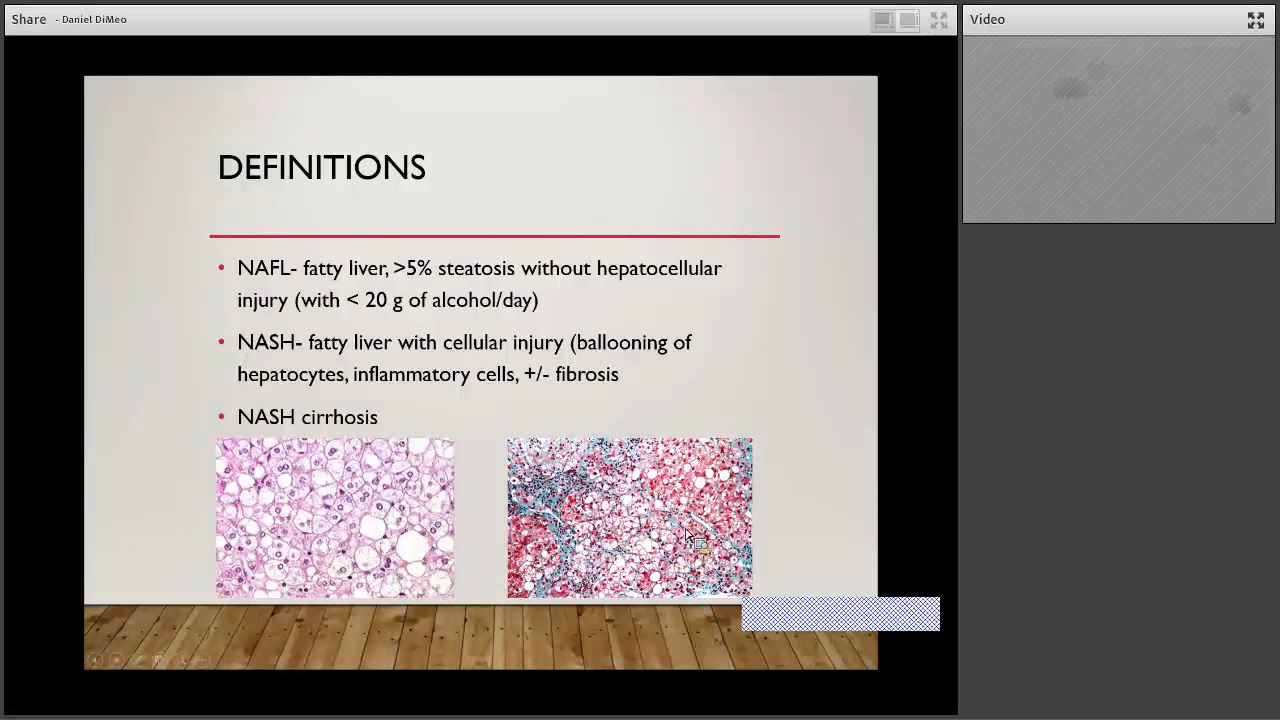 Share - Daniel DiMeo
Video
DEFINITIONS
• NAFL- fatty liver, >5% steatosis without hepatocellular
injury (with < 20 g of alcohol/day)
• NASH- fatty liver with cellular injury (ballooning of
hepatocytes, inflammatory cells, +/- fibrosis
• NASH cirrhosis